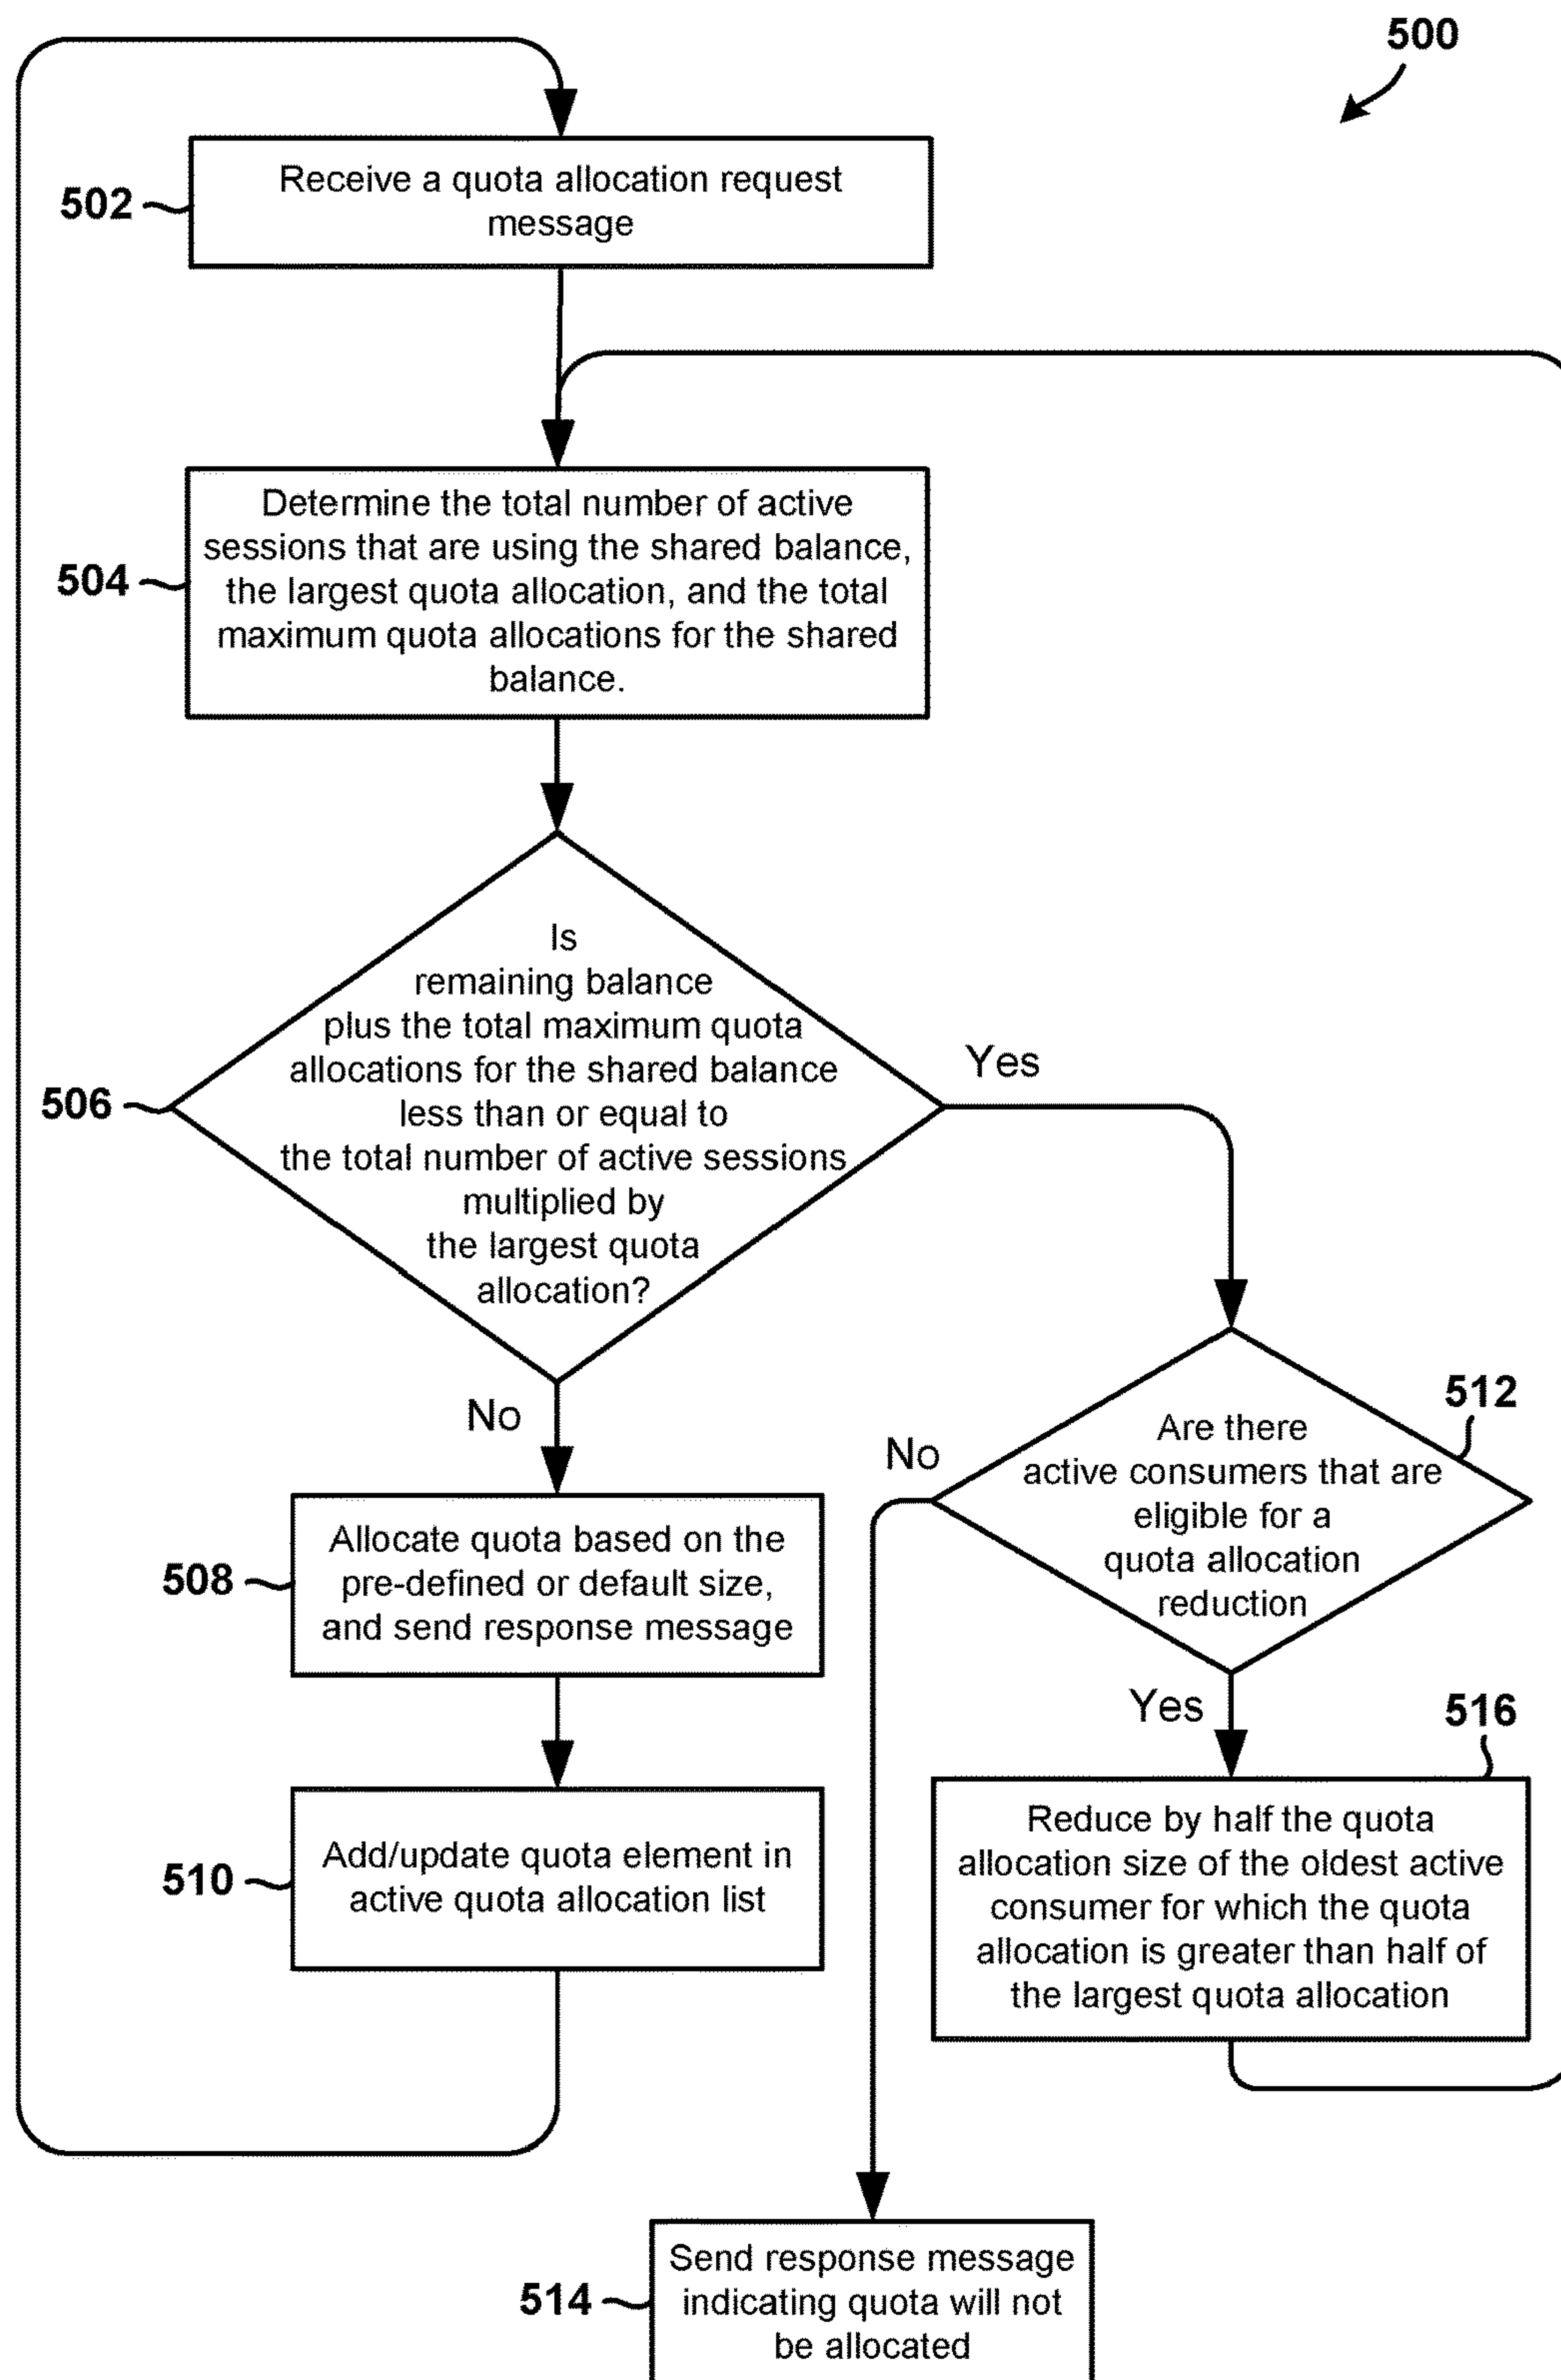 500
502
Receive a quota allocation request
message
504
Determine the total number of active
sessions that are using the shared balance,
the largest quota allocation, and the total
maximum quota allocations for the shared
balance.
506
Is
remaining balance
plus the total maximum quota
allocations for the shared balance
less than or equal to
the total number of active sessions
multiplied by
the largest quota
allocation?
Yes
No
508
Allocate quota based on the
pre-defined or default size,
and send response message
510
Add/update quota element in
active quota allocation list
512
Are there
active consumers that are
eligible for a
quota allocation
reduction
No
Yes
516
Reduce by half the quota
allocation size of the oldest active
consumer for which the quota
allocation is greater than half of
the largest quota allocation
514
Send response message
indicating quota will not
be allocated